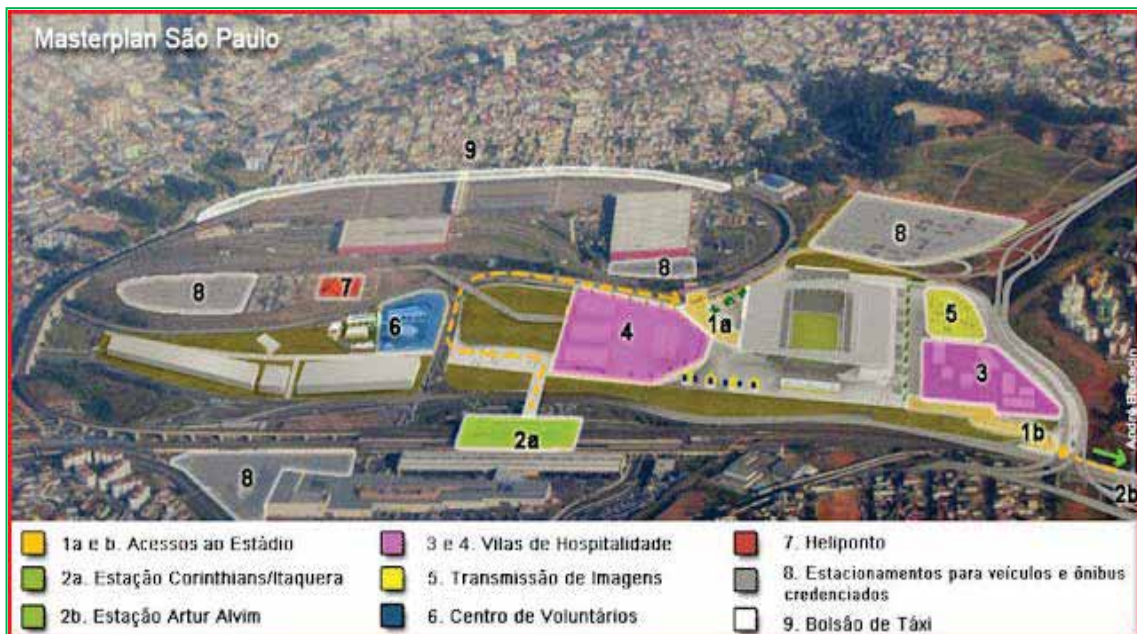 Masterplan São Paulo
9
8
8
8
7
6
4
1a
5
3
1b
2a
2b
8
André
1a e b. Acessos ao Estádio
2a. Estação Corinthians/Itaquera
2b. Estação Artur Alvim
3 e 4. Vilas de Hospitalidade
5. Transmissão de Imagens
6. Centro de Voluntários
7. Heliponto
8. Estacionamentos para veículos e ônibus
credenciados
9. Bolsão de Táxi